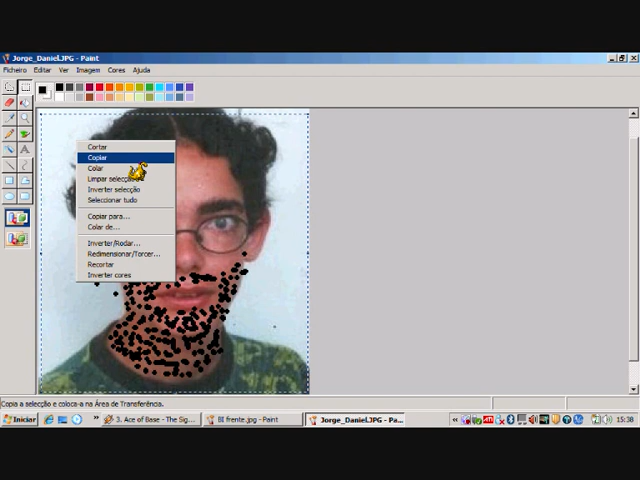 Jorge_Daniel.JPG - Paint
Ficheiro Editar Ver Imagem Cores Ajuda
Cortar
Copiar
Colar
Limpar selecção
Inverter selecção
Seleccionar tudo
Copiar para...
Colar de...
Inverter/Rodar...
Redimensionar/Torcer...
Recortar
Inverter cores
Copia a selecção e coloca-a na Área de Transferência.
Iniciar
3. Ace of Base - The Sig...
frente.jpg - Paint
Jorge_Daniel.JPG - Pa...
15:38